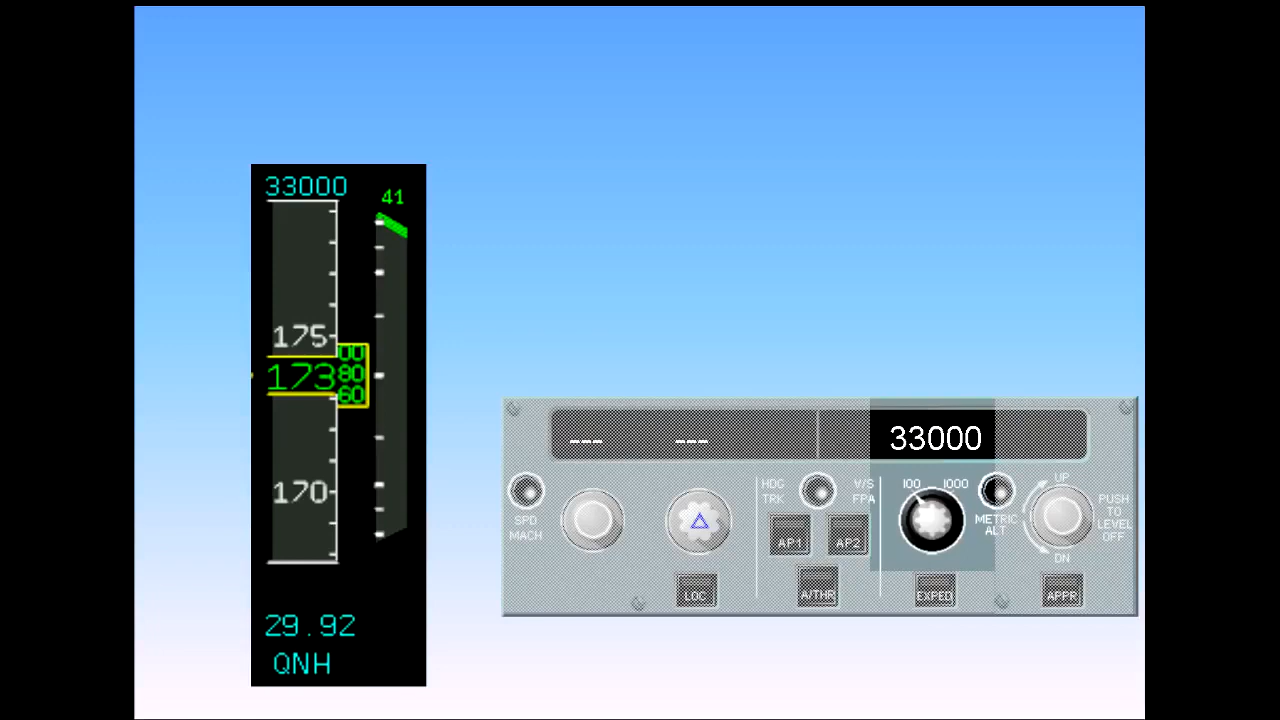 33000
41
175
173
00
80
60
170
29.92
QNH
---
---
33000
HDG
TRK
V/S
FPA
100
1000
UP
SPD
MACH
METRIC
ALT
PUSH
TO
LEVEL
OFF
AP1
AP2
DN
LOC
A/THR
EXPED
APPR